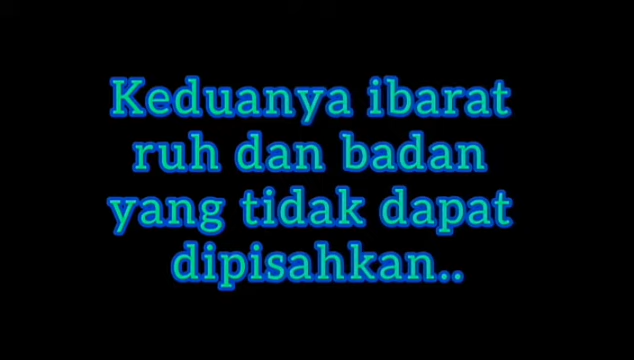 Keduanya ibarat
ruh dan badan
yang tidak dapat
dipisahkan..